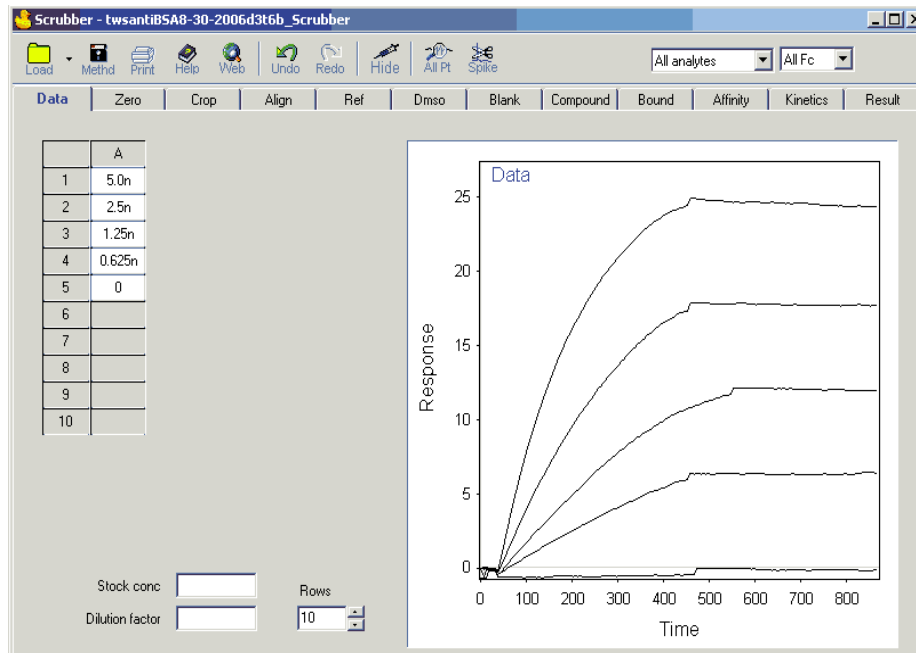 Scrubber - twsantiBSA8-30-2006d3t6b_Scrubber
Load Methd Print Help Web Undo Redo Hide All Pt Spike All analytes All Fc
Data Zero Crop Align Ref Dmso Blank Compound Bound Affinity Kinetics Result
A
1 5.0n
2 2.5n
3 1.25n
4 0.625n
5 0
6
7
8
9
10
Stock conc
Dilution factor
Rows
10
Data
Response
25
20
15
10
5
0
0 100 200 300 400 500 600 700 800
Time